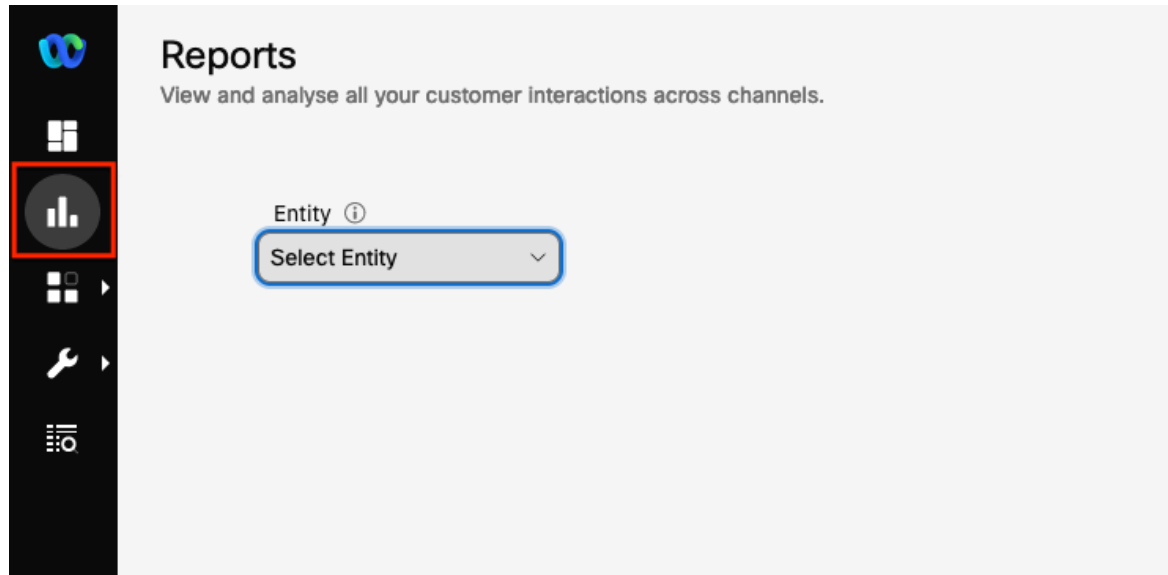 Reports
View and analyse all your customer interactions across channels.
Entity
Select Entity